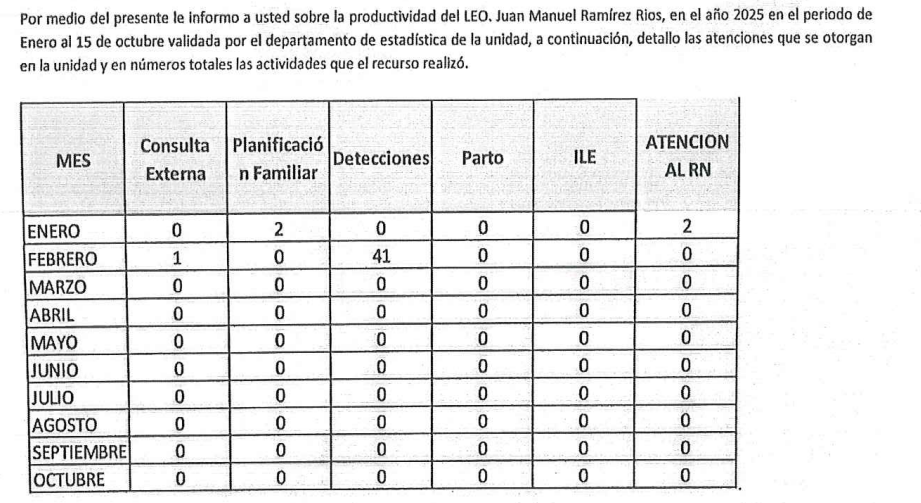 Por medio del presente le informo a usted sobre la productividad del LEO. Juan Manuel Ramírez Rios, en el año 2025 en el periodo de
Enero al 15 de octubre validada por el departamento de estadística de la unidad, a continuación, detallo las atenciones que se otorgan
en la unidad y en números totales las actividades que el recurso realizó.
MES Consulta Externa Planificació n Familiar Detecciones Parto ILE ATENCION AL RN
ENERO 0 2 0 0 0 2
FEBRERO 1 0 41 0 0 0
MARZO 0 0 0 0 0 0
ABRIL 0 0 0 0 0 0
MAYO 0 0 0 0 0 0
JUNIO 0 0 0 0 0 0
JULIO 0 0 0 0 0 0
AGOSTO 0 0 0 0 0 0
SEPTIEMBRE 0 0 0 0 0 0
OCTUBRE 0 0 0 0 0 0